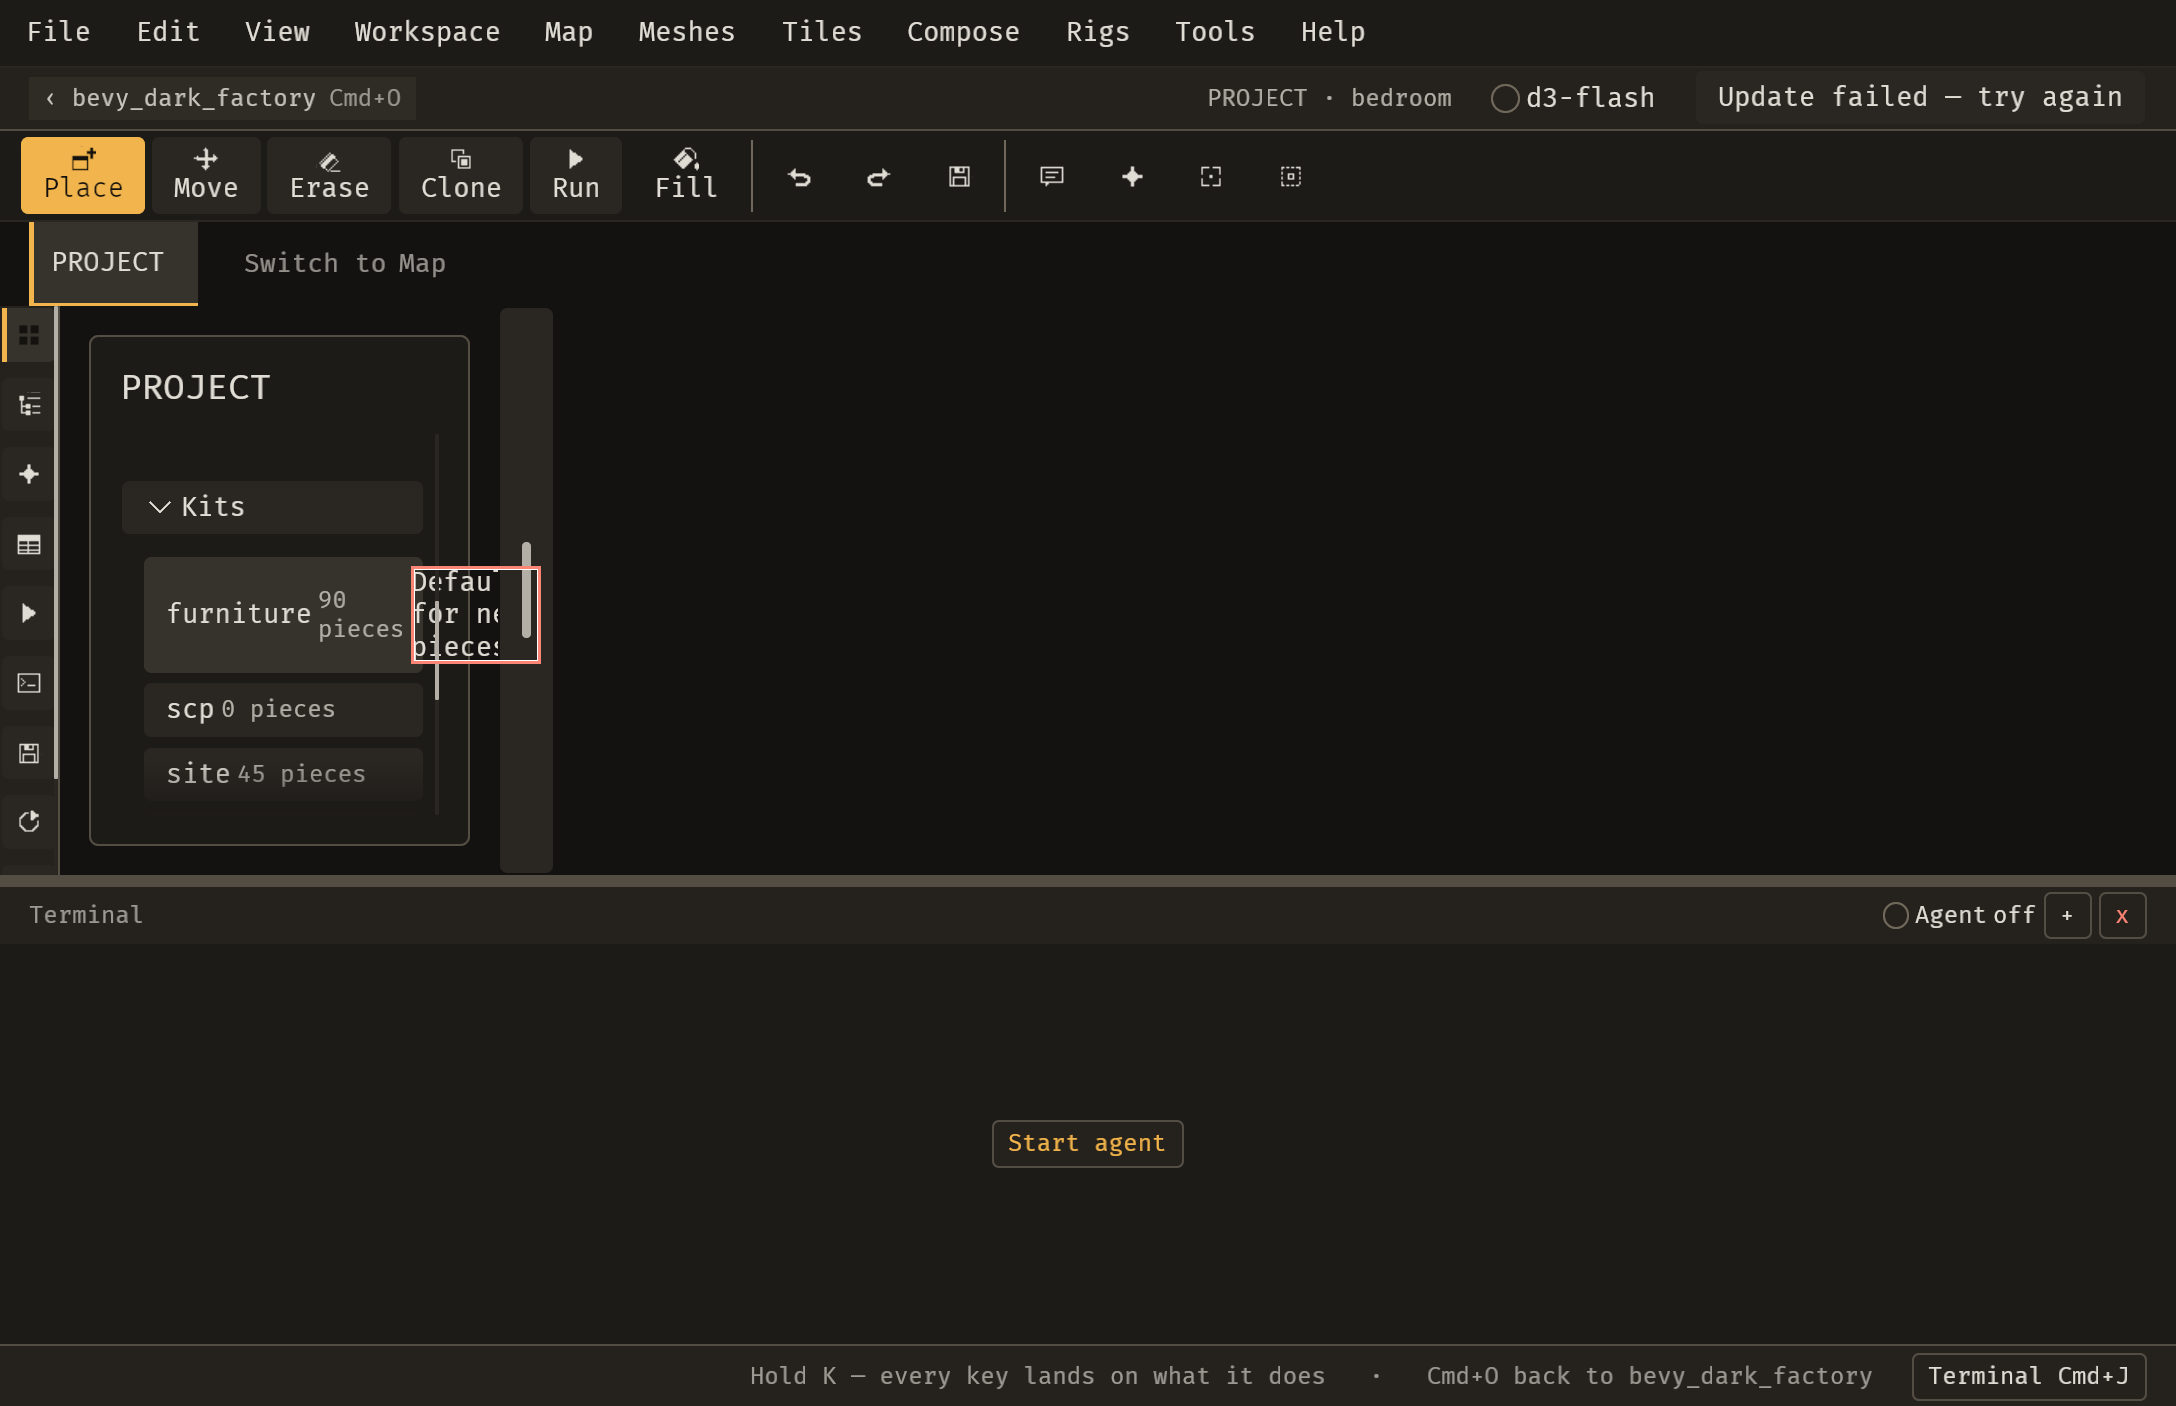 File Edit View Workspace Map Meshes Tiles Compose Rigs Tools Help
‹ bevy_dark_factory Cmd+O
PROJECT · bedroom
d3-flash
Update failed — try again
Place Move Erase Clone Run Fill
PROJECT
Switch to Map
PROJECT
Kits
furniture
90
pieces
for
pieces
scp 0 pieces
site 45 pieces
Terminal
Agent off
+
x
Start agent
Hold K — every key lands on what it does · Cmd+O back to bevy_dark_factory
Terminal Cmd+J